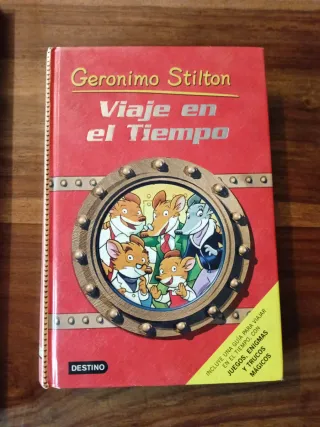 Geronimo Stilton
Viaje en
el Tiempo
INCLUYE UNA GUÍA PARA VIAJAR
EN EL TIEMPO, CON
JUEGOS, ENIGMAS
Y TRUCOS
MÁGICOS
DESTINO